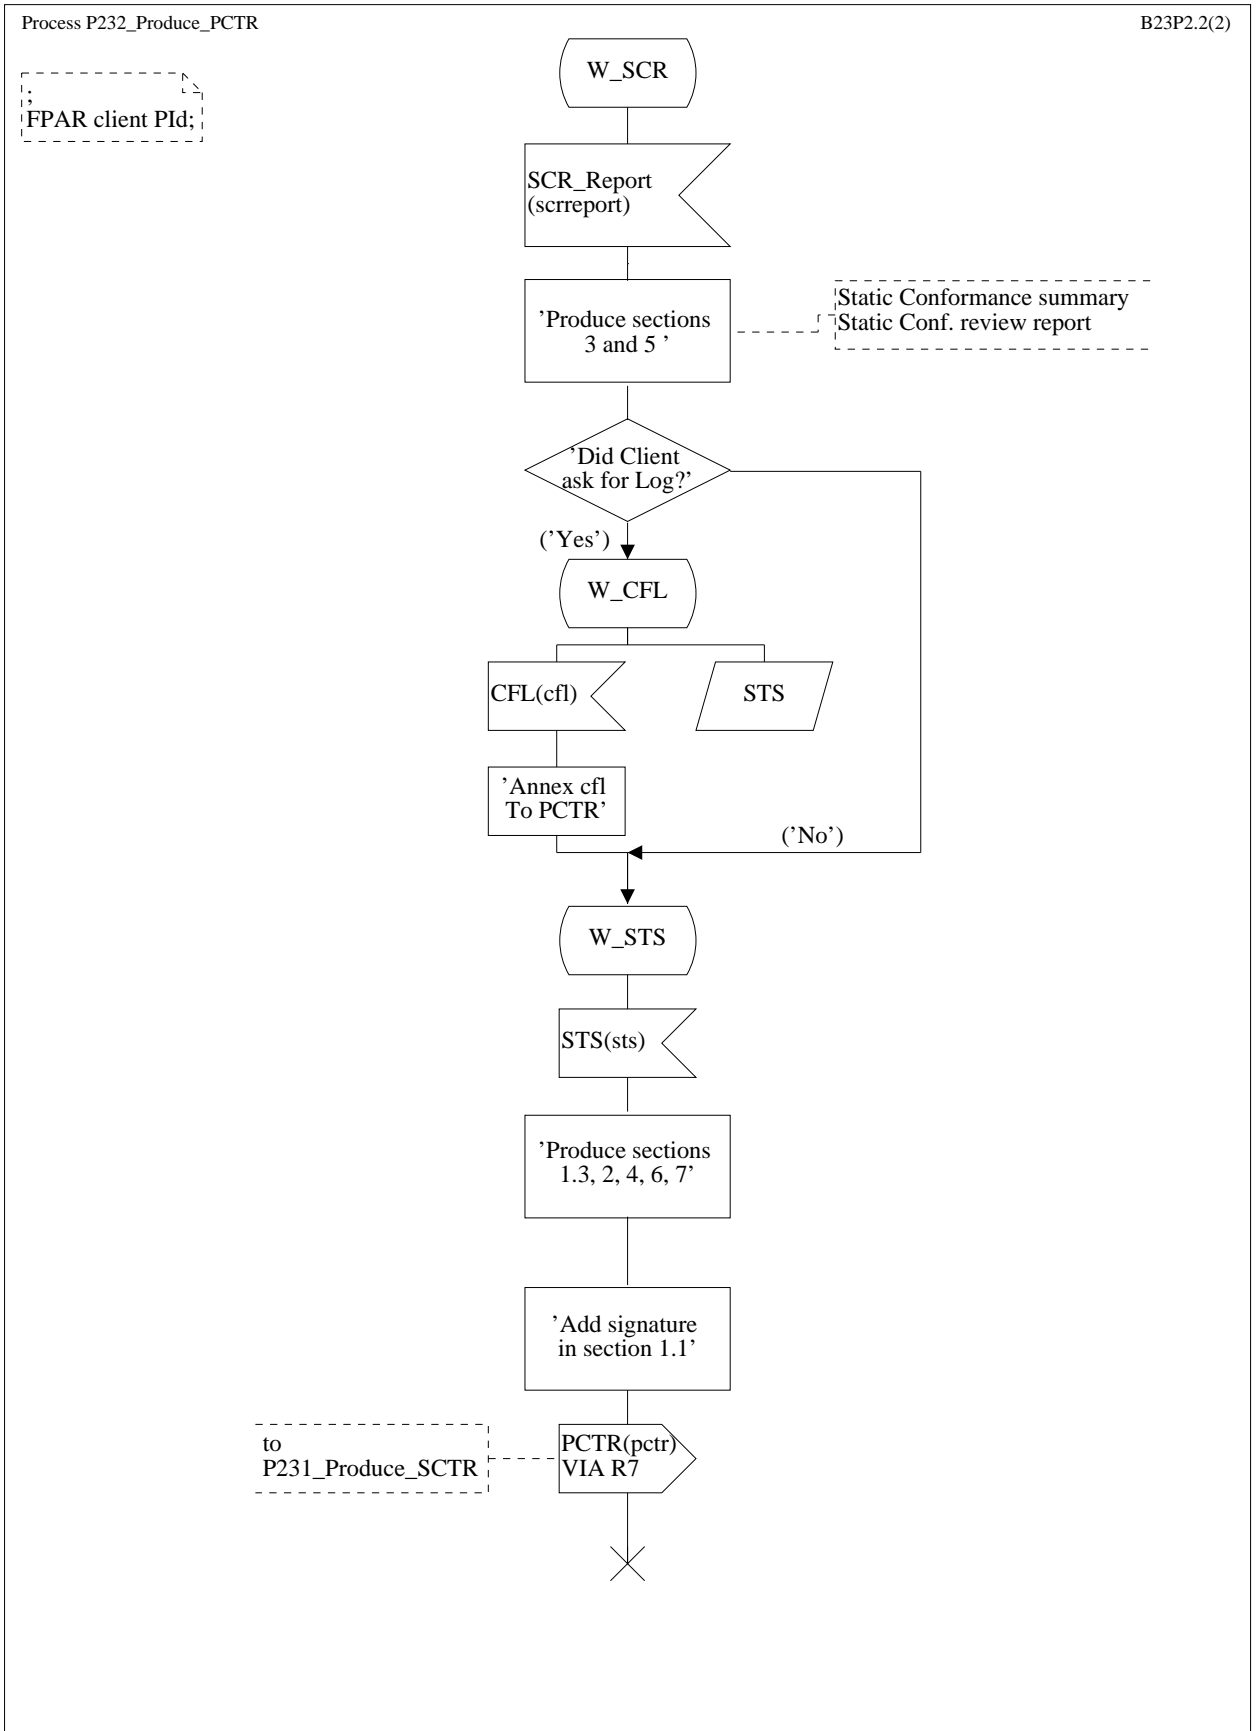 Process P232_Produce_PCTR
B23P2.2(2)
;
FPAR client PId;
W_SCR
SCR_Report
(scrreport)
’Produce sections
3 and 5 ’
Static Conformance summary
Static Conf. review report
’Did Client
ask for Log?’
(’Yes’)
W_CFL
CFL(cfl)
STS
’Annex cfl
To PCTR’
(’No’)
W_STS
STS(sts)
’Produce sections
1.3, 2, 4, 6, 7’
’Add signature
in section 1.1’
to
P231_Produce_SCTR
PCTR(pctr)
VIA R7